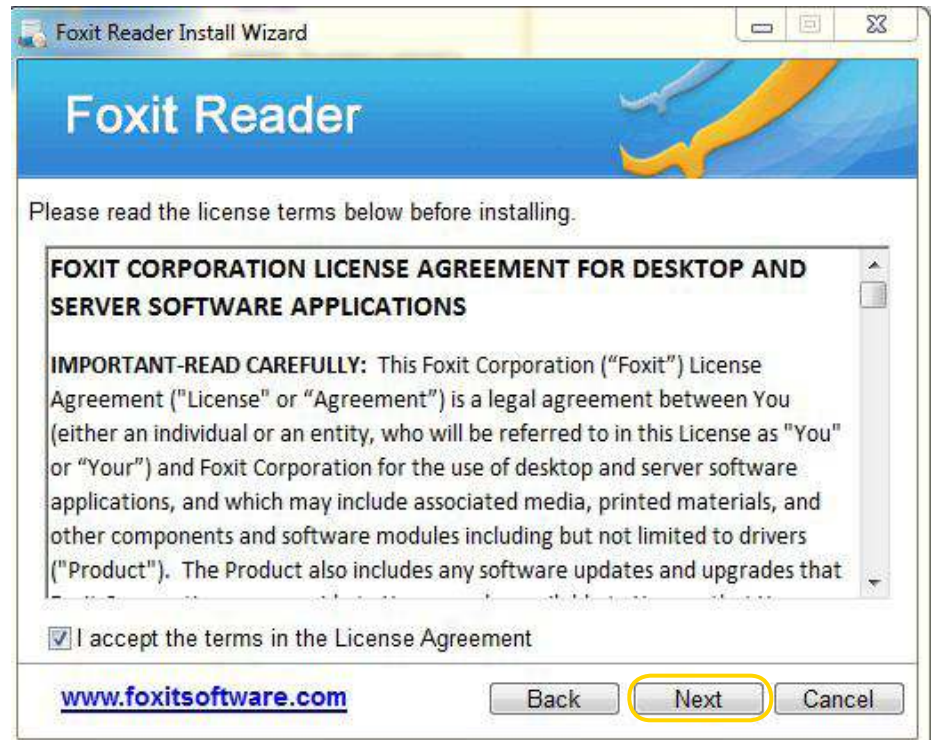 Foxit Reader Install Wizard
Foxit Reader
Please read the license terms below before installing.
FOXIT CORPORATION LICENSE AGREEMENT FOR DESKTOP AND
SERVER SOFTWARE APPLICATIONS
IMPORTANT-READ CAREFULLY: This Foxit Corporation (“Foxit”) License
Agreement ("License" or “Agreement”) is a legal agreement between You
(either an individual or an entity, who will be referred to in this License as "You"
or “Your”) and Foxit Corporation for the use of desktop and server software
applications, and which may include associated media, printed materials, and
other components and software modules including but not limited to drivers
("Product"). The Product also includes any software updates and upgrades that
I accept the terms in the License Agreement
www.foxitsoftware.com
Back Next Cancel